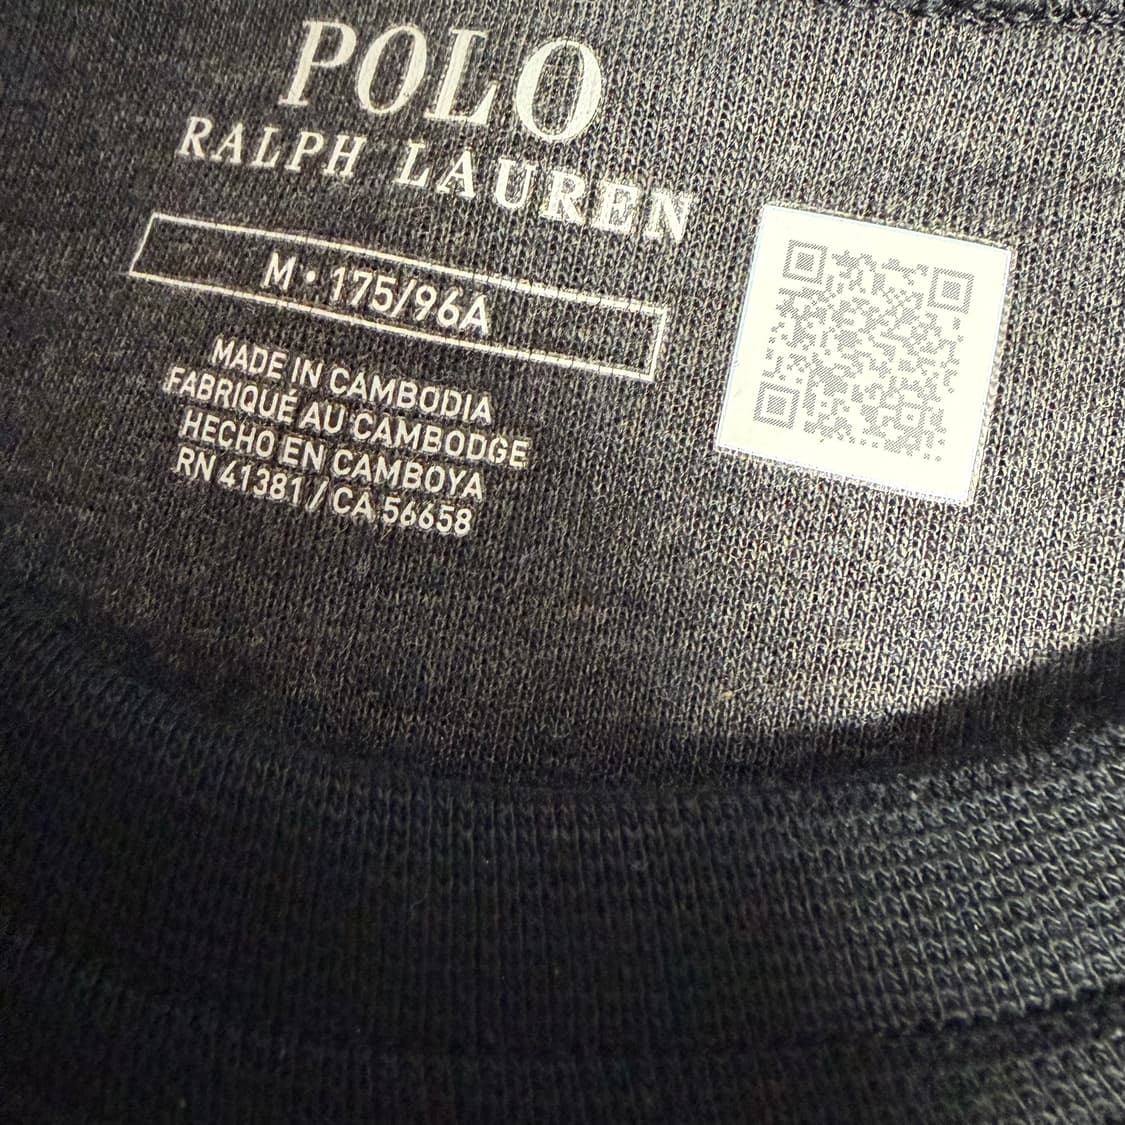 POLO
RALPH LAUREN
M • 175/96A
MADE IN CAMBODIA
FABRIQUÉ AU CAMBODGE
HECHO EN CAMBOYA
RN 41381 / CA 56658